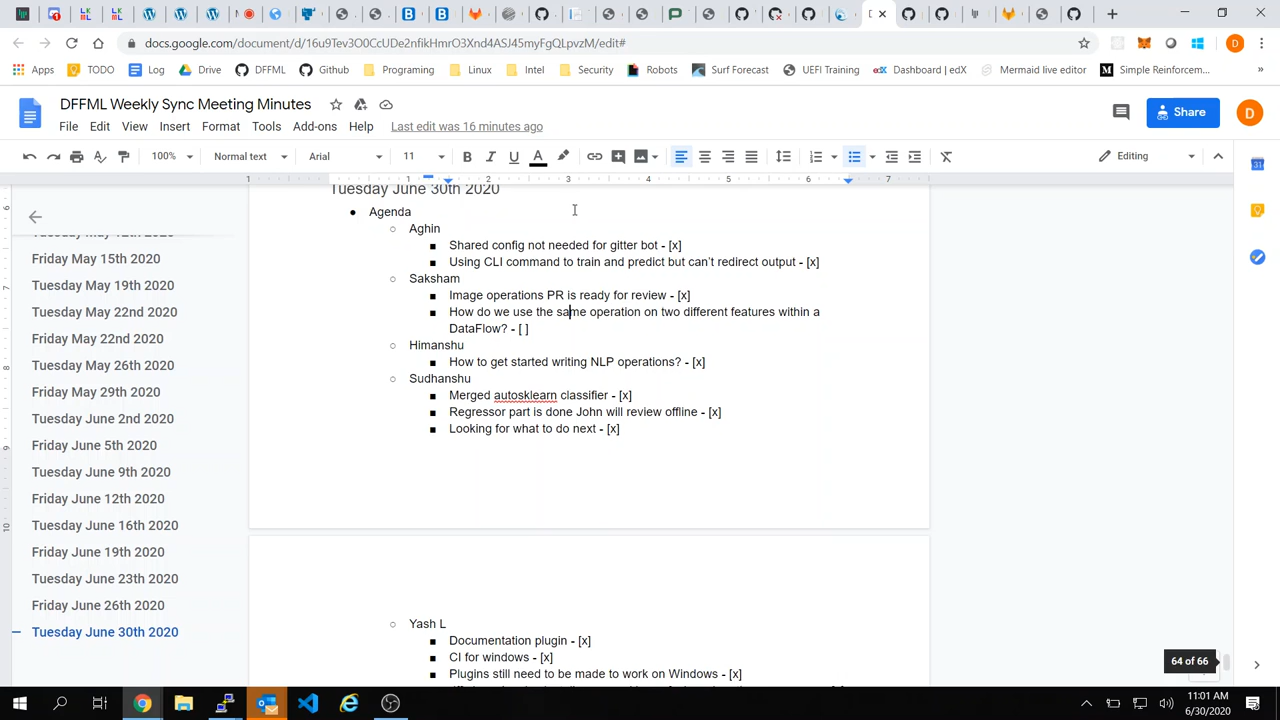 docs.google.com/document/d/16u9Tev3O0CcUDe2nfikHmrO3Xnd4ASJ45myFgQLpvzM/edit#
Apps TODO Log Drive DFFML Github Programing Linux Intel Security Robots Surf Forecast UEFI Training Dashboard | edX Mermaid live editor Simple Reinforcem...
DFFML Weekly Sync Meeting Minutes
Share
File Edit View Insert Format Tools Add-ons Help Last edit was 16 minutes ago
100% Normal text Arial 11 Editing
1 1 2 3 4 5 6 7
Tuesday June 30th 2020
Agenda
Aghin
Shared config not needed for gitter bot - [x]
Using CLI command to train and predict but can't redirect output - [x]
Saksham
Image operations PR is ready for review - [x]
How do we use the same operation on two different features within a
DataFlow? - [ ]
Himanshu
How to get started writing NLP operations? - [x]
Sudhanshu
Merged autosklearn classifier - [x]
Regressor part is done John will review offline - [x]
Looking for what to do next - [x]
Yash L
Documentation plugin - [x]
CI for windows - [x]
Plugins still need to be made to work on Windows - [x]
Friday May 15th 2020
Tuesday May 19th 2020
Tuesday May 22nd 2020
Friday May 22nd 2020
Tuesday May 26th 2020
Friday May 29th 2020
Tuesday June 2nd 2020
Friday June 5th 2020
Tuesday June 9th 2020
Friday June 12th 2020
Tuesday June 16th 2020
Friday June 19th 2020
Tuesday June 23th 2020
Friday June 26th 2020
Tuesday June 30th 2020
64 of 66
11:01 AM
6/30/2020